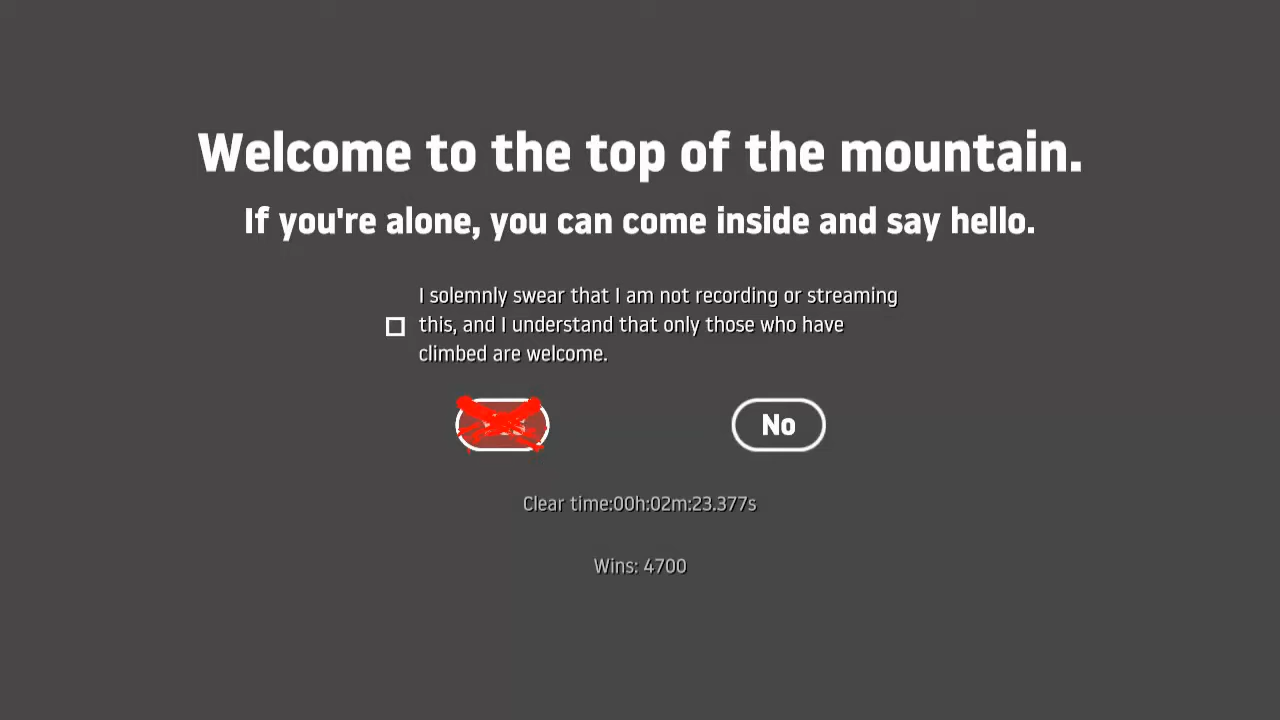 Welcome to the top of the mountain.
If you're alone, you can come inside and say hello.
I solemnly swear that I am not recording or streaming
this, and I understand that only those who have
climbed are welcome.
No
Clear time:00h:02m:23.377s
Wins: 4700